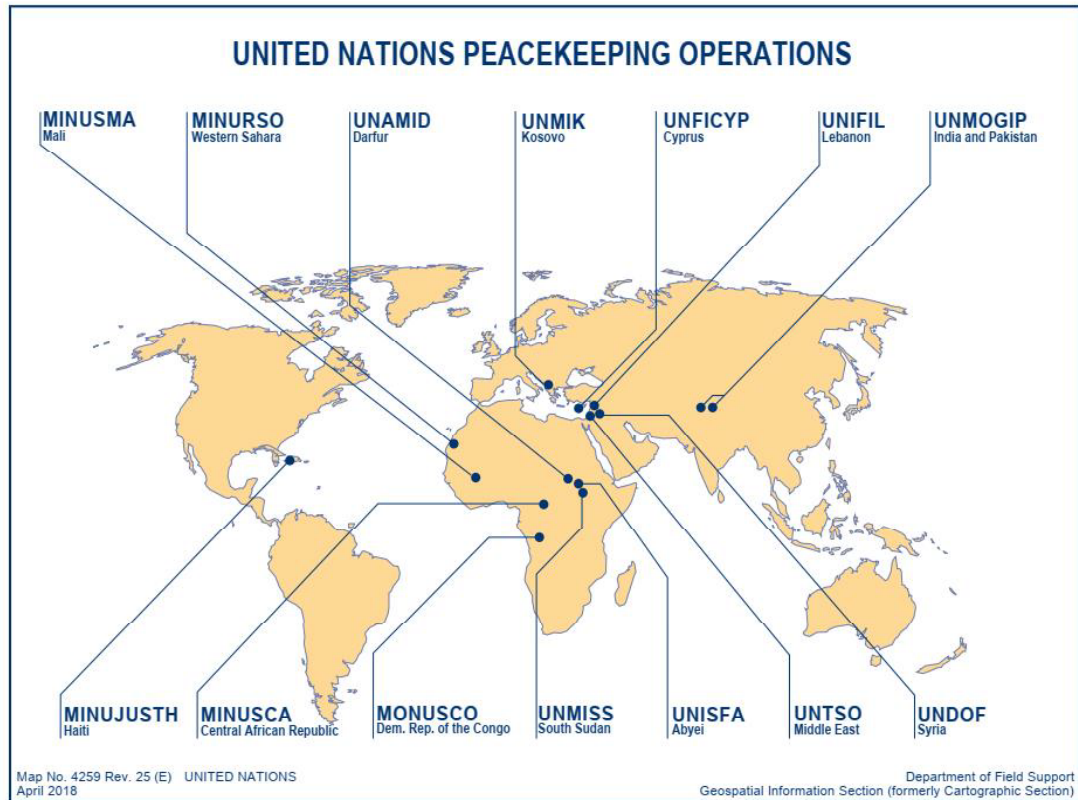 UNITED NATIONS PEACEKEEPING OPERATIONS
MINUSMA
Mali
MINURSO
Western Sahara
UNAMID
Darfur
UNMIK
Kosovo
UNFICYP
Cyprus
UNIFIL
Lebanon
UNMOGIP
India and Pakistan
MINUJUSTH
Haiti
MINUSCA
Central African Republic
MONUSCO
Dem. Rep. of the Congo
UNMISS
South Sudan
UNISFA
Abyei
UNTSO
Middle East
UNDOF
Syria
Map No. 4259 Rev. 25 (E) UNITED NATIONS
April 2018
Department of Field Support
Geospatial Information Section (formerly Cartographic Section)